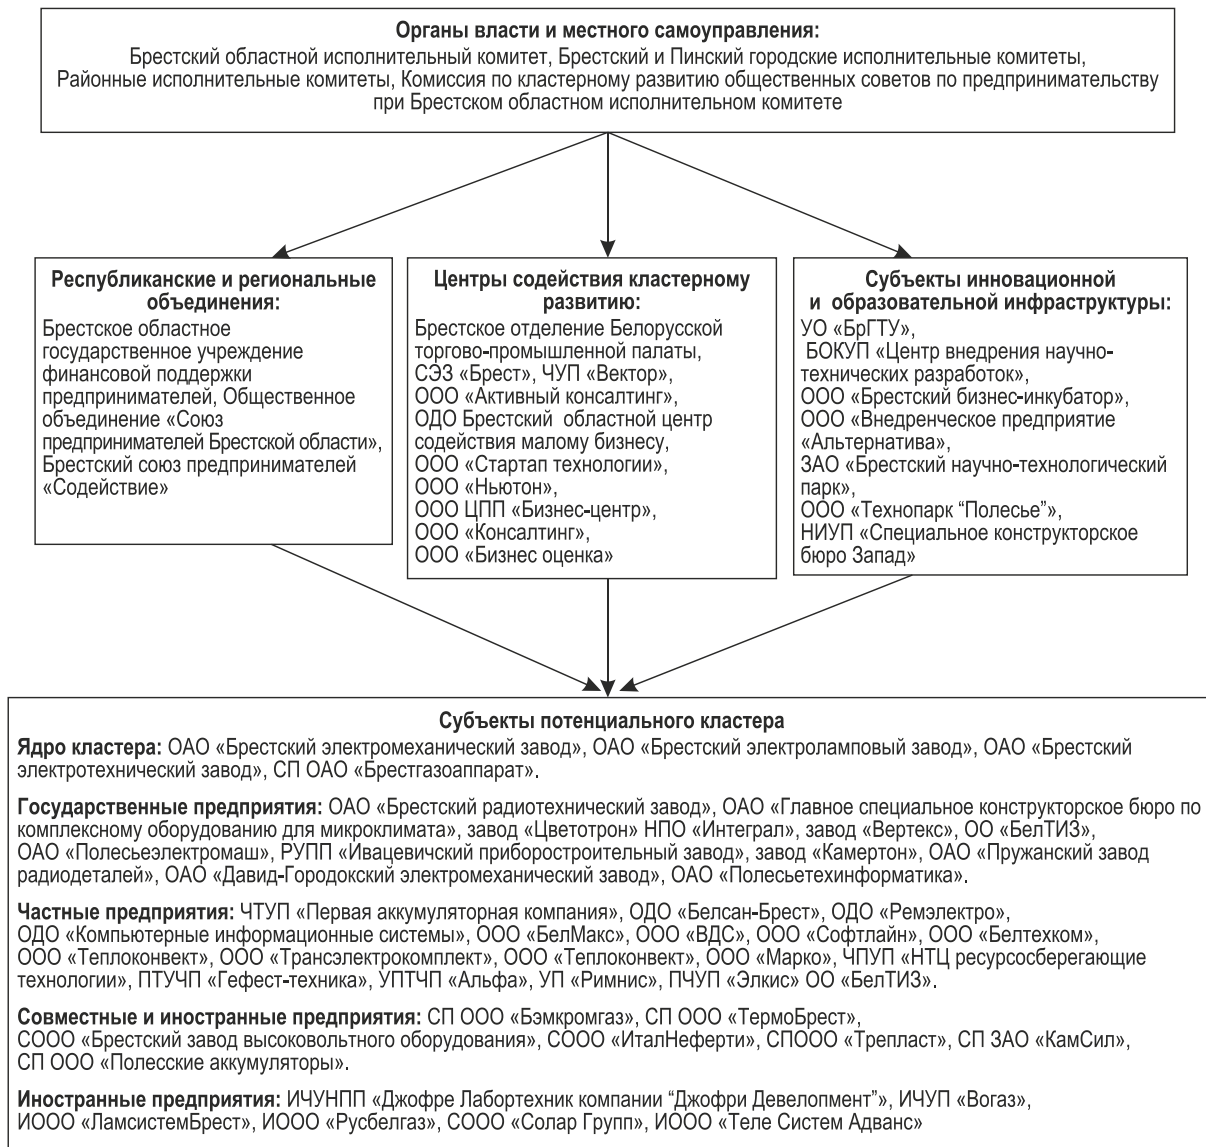 Органы власти и местного самоуправления:
Брестский областной исполнительный комитет, Брестский и Пинский городские исполнительные комитеты,
Районные исполнительные комитеты, Комиссия по кластерному развитию общественных советов по предпринимательству
при Брестском областном исполнительном комитете
Республиканские и региональные
объединения:
Брестское областное
государственное учреждение
финансовой поддержки
предпринимателей, Общественное
объединение «Союз
предпринимателей Брестской области»,
Брестский союз предпринимателей
«Содействие»
Центры содействия кластерному
развитию:
Брестское отделение Белорусской
торгово-промышленной палаты,
СЭЗ «Брест», ЧУП «Вектор»,
ООО «Активный консалтинг»,
ОДО Брестский областной центр
содействия малому бизнесу,
ООО «Стартап технологии»,
ООО «Ньютон»,
ООО ЦПП «Бизнес-центр»,
ООО «Консалтинг»,
ООО «Бизнес оценка»
Субъекты инновационной
и образовательной инфраструктуры:
УО «БрГТУ»,
БОКУП «Центр внедрения научно-
технических разработок»,
ООО «Брестский бизнес-инкубатор»,
ООО «Внедренческое предприятие
«Альтернатива»,
ЗАО «Брестский научно-технологический
парк»,
ООО «Технопарк “Полесье”»,
НИУП «Специальное конструкторское
бюро Запад»
Субъекты потенциального кластера
Ядро кластера: ОАО «Брестский электромеханический завод», ОАО «Брестский электроламповый завод», ОАО «Брестский
электротехнический завод», СП ОАО «Брестгазоаппарат».
Государственные предприятия: ОАО «Брестский радиотехнический завод», ОАО «Главное специальное конструкторское бюро по
комплексному оборудованию для микроклимата», завод «Цветотрон» НПО «Интеграл», завод «Вертекс», ОО «БелТИЗ»,
ОАО «Полесьеэлектромаш», РУПП «Ивацевичский приборостроительный завод», завод «Камертон», ОАО «Пружанский завод
радиодеталей», ОАО «Давид-Городокский электромеханический завод», ОАО «Полесьетехинформатика».
Частные предприятия: ЧТУП «Первая аккумуляторная компания», ОДО «Белсан-Брест», ОДО «Ремэлектро»,
ОДО «Компьютерные информационные системы», ООО «БелМакс», ООО «ВДС», ООО «Софтлайн», ООО «Белтехком»,
ООО «Теплоконвект», ООО «Трансэлектрокомплект», ООО «Теплоконвект», ООО «Марко», ЧПУП «НТЦ ресурсосберегающие
технологии», ПТУЧП «Гефест-техника», УПТЧП «Альфа», УП «Римнис», ПЧУП «Элкис» ОО «БелТИЗ».
Совместные и иностранные предприятия: СП ООО «Бэмкромгаз», СП ООО «ТермоБрест»,
СООО «Брестский завод высоковольтного оборудования», СООО «ИталНеферти», СПООО «Трепласт», СП ЗАО «КамСил»,
СП ООО «Полесские аккумуляторы».
Иностранные предприятия: ИЧУНПП «Джофре Лабортехник компании “Джофри Девелопмент”», ИЧУП «Вогаз»,
ИООО «ЛамсистемБрест», ИООО «Русбелгаз», СООО «Солар Групп», ИООО «Теле Систем Адванс»